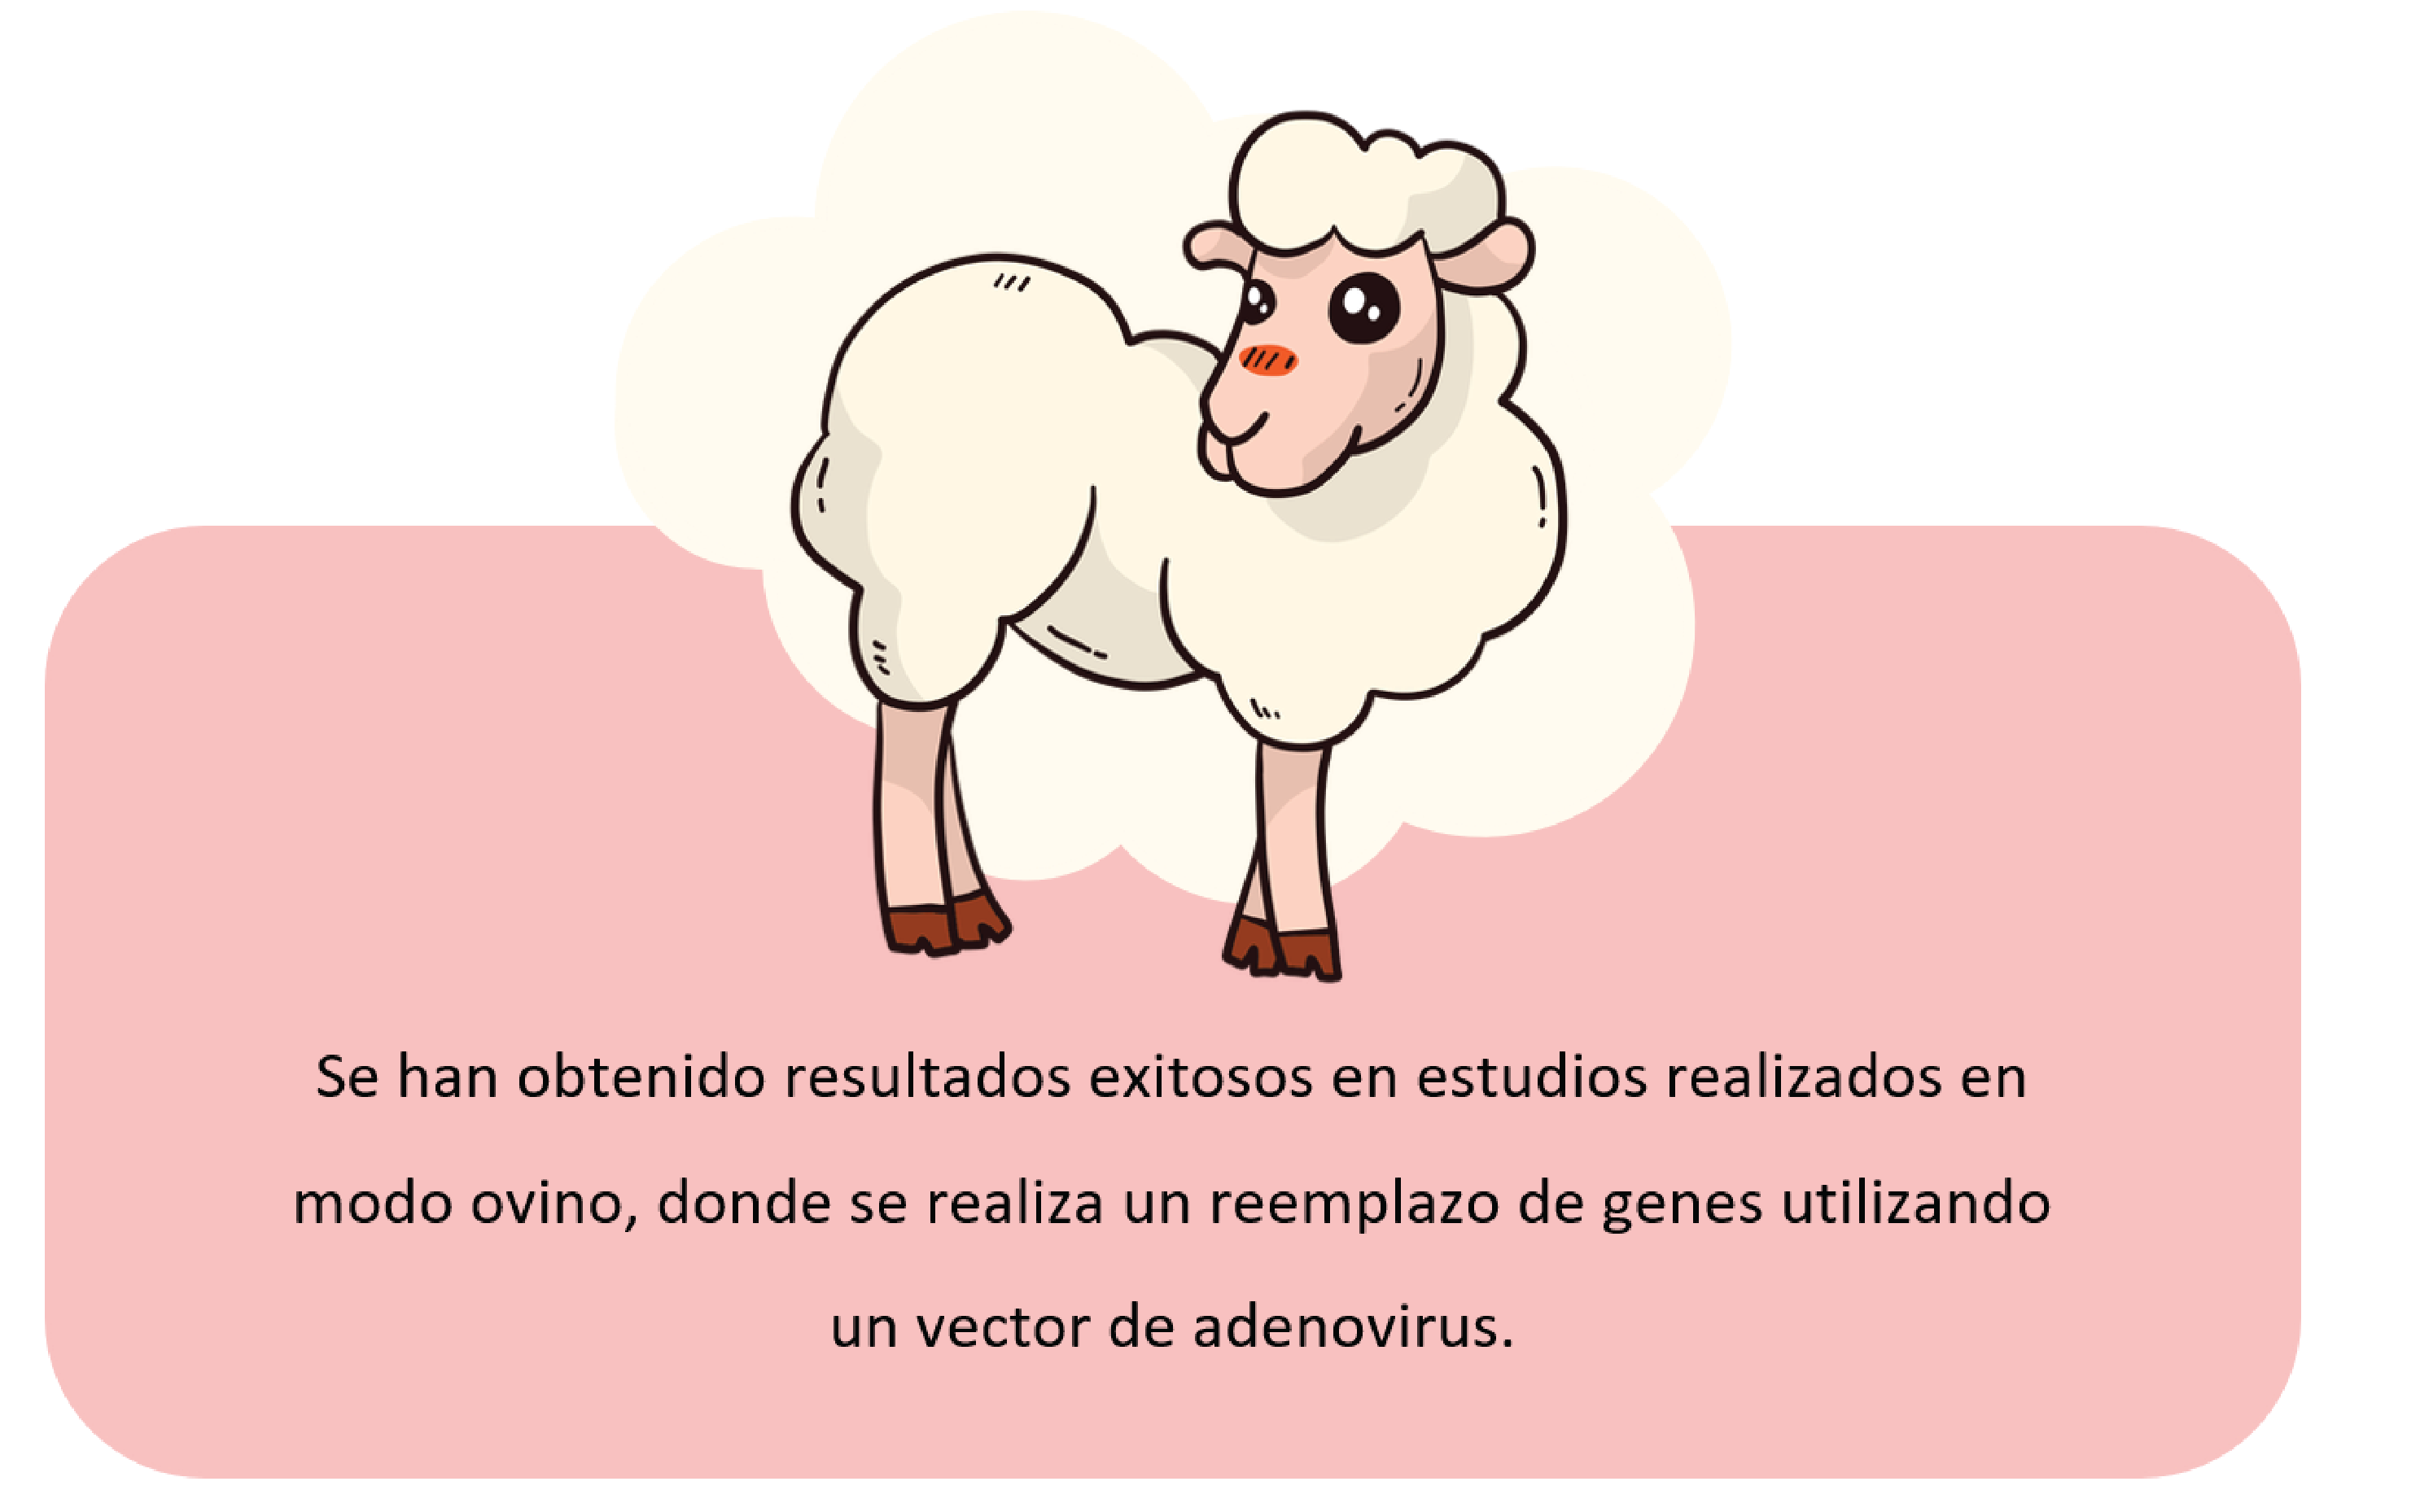 Se han obtenido resultados exitosos en estudios realizados en
modo ovino, donde se realiza un reemplazo de genes utilizando
un vector de adenovirus.